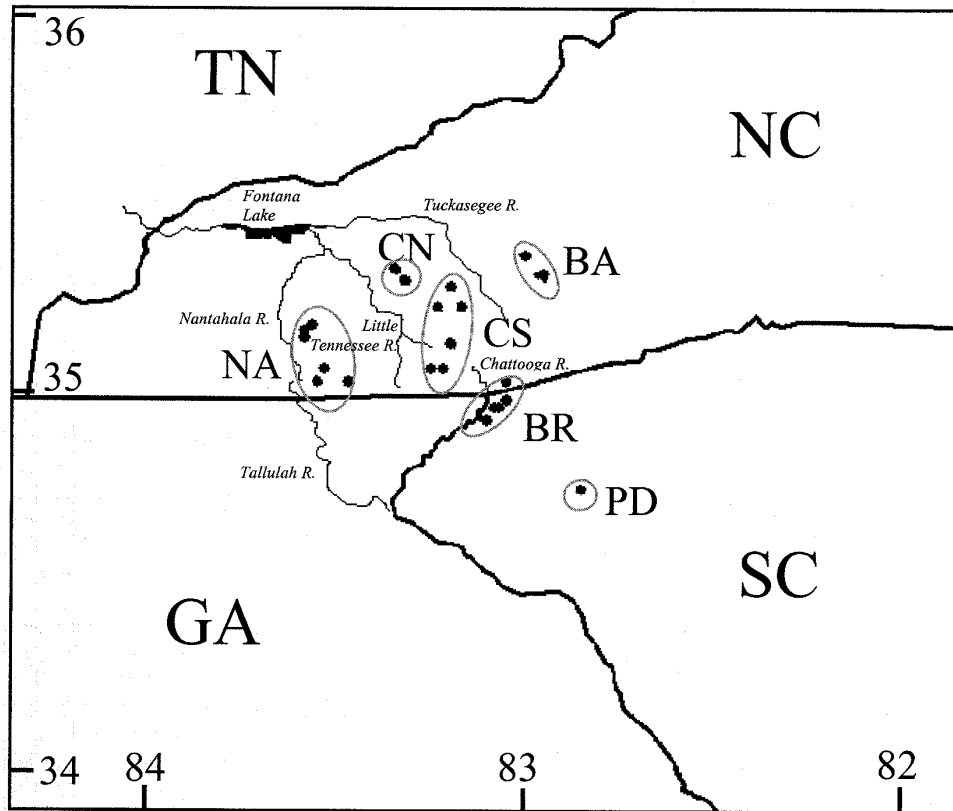 36
TN
NC
Fontana
Lake
Tuckasegee R.
CN
BA
Nantahala R.
Little
Tennessee R.
CS
NA
Chattooga R.
35
BR
Tallulah R.
PD
SC
GA
34
84
83
82